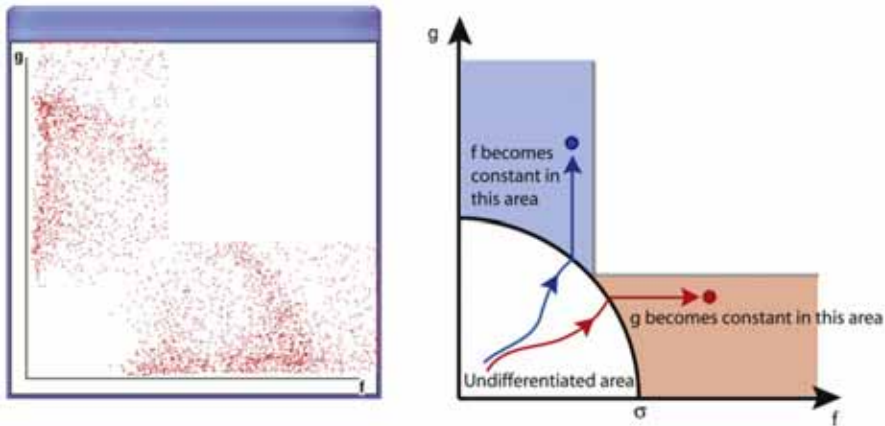 g
f
g
f becomes
constant in
this area
g becomes constant in this area
Undifferentiated area
σ
f